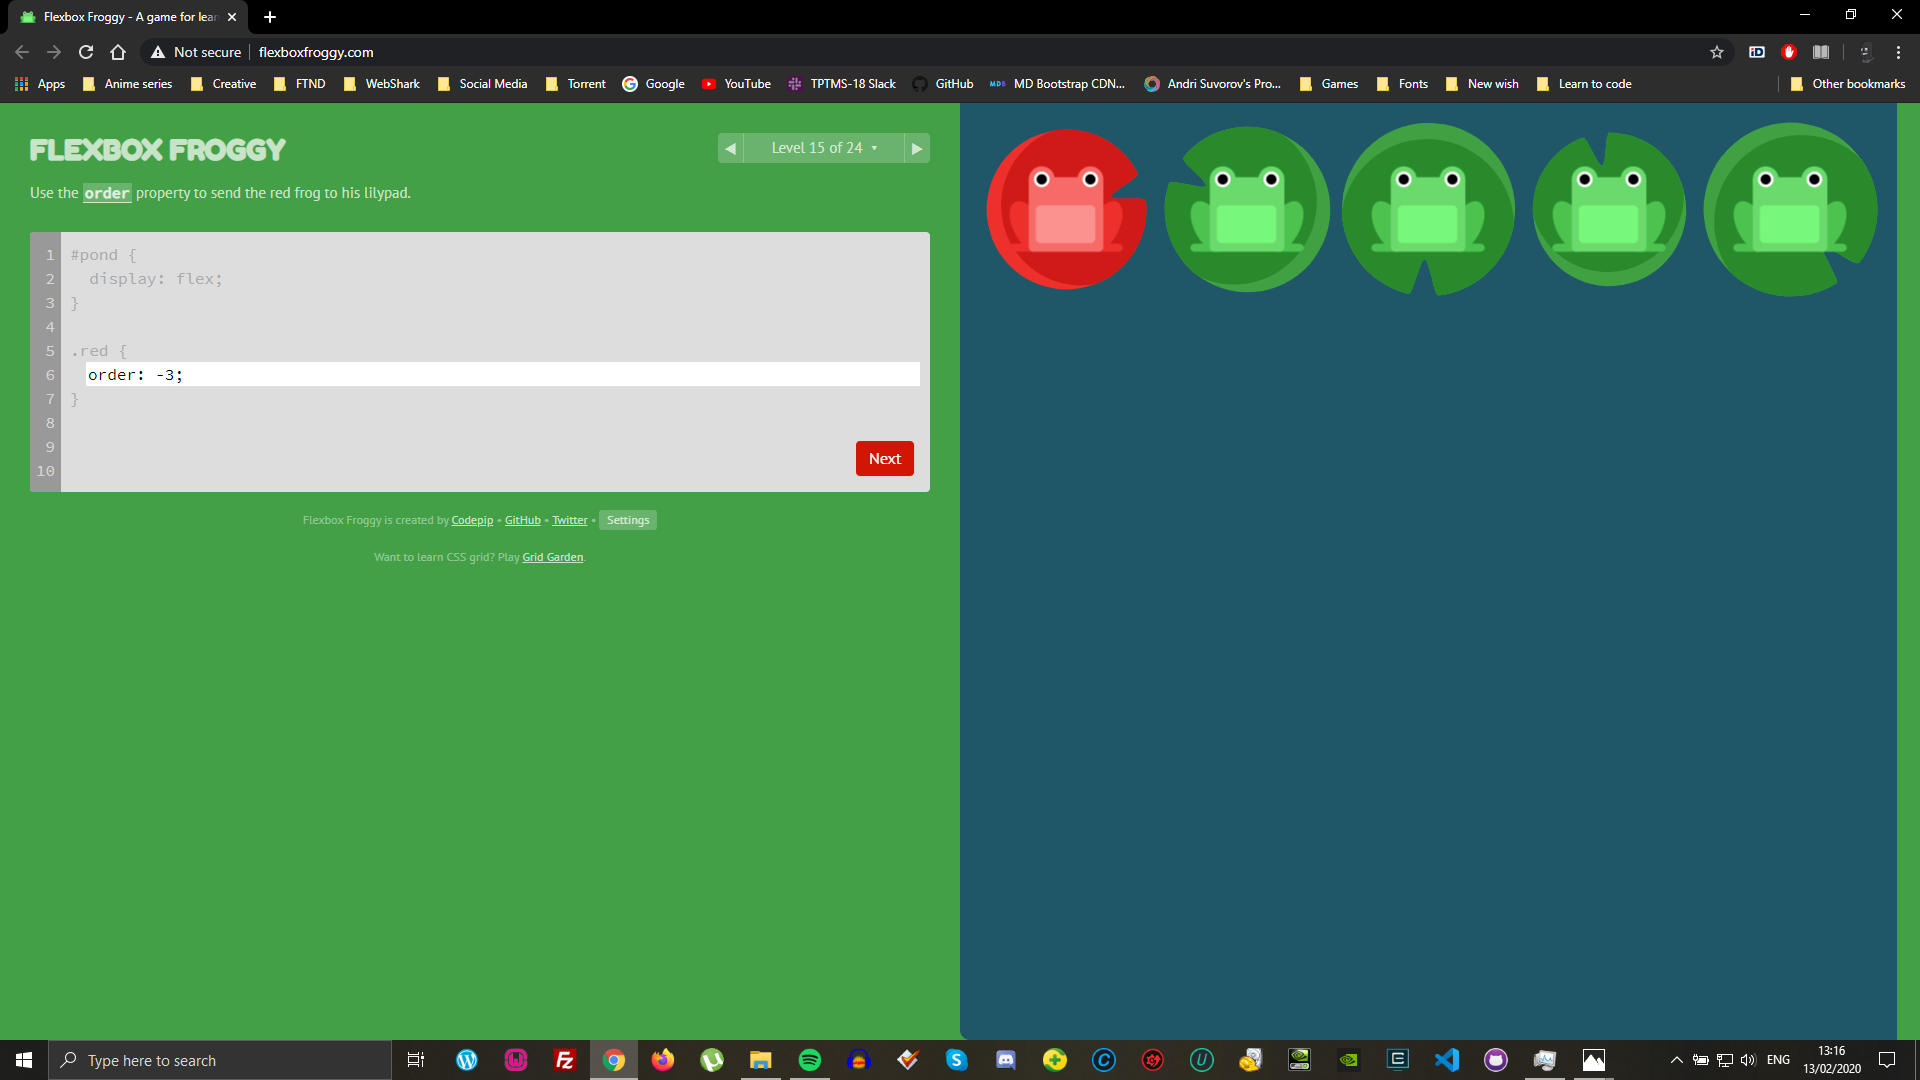 Flexbox Froggy - A game for lear
Not secure
flexboxfroggy.com
Apps
Anime series
Creative
FTND
WebShark
Social Media
Torrent
Google
YouTube
TPTMS-18 Slack
GitHub
MDB
MD Bootstrap CDN...
Andri Suvorov's Pro...
Games
Fonts
New wish
Learn to code
Other bookmarks
FLEXBOX FROGGY
Level 15 of 24
Use the order property to send the red frog to his lilypad.
1 #pond {
2 display: flex;
3 }
4
5 .red {
6 order: -3;
7 }
8
9
10
Next
Flexbox Froggy is created by Codepip • GitHub • Twitter • Settings
Want to learn CSS grid? Play Grid Garden.
Type here to search
ENG
13:16
13/02/2020